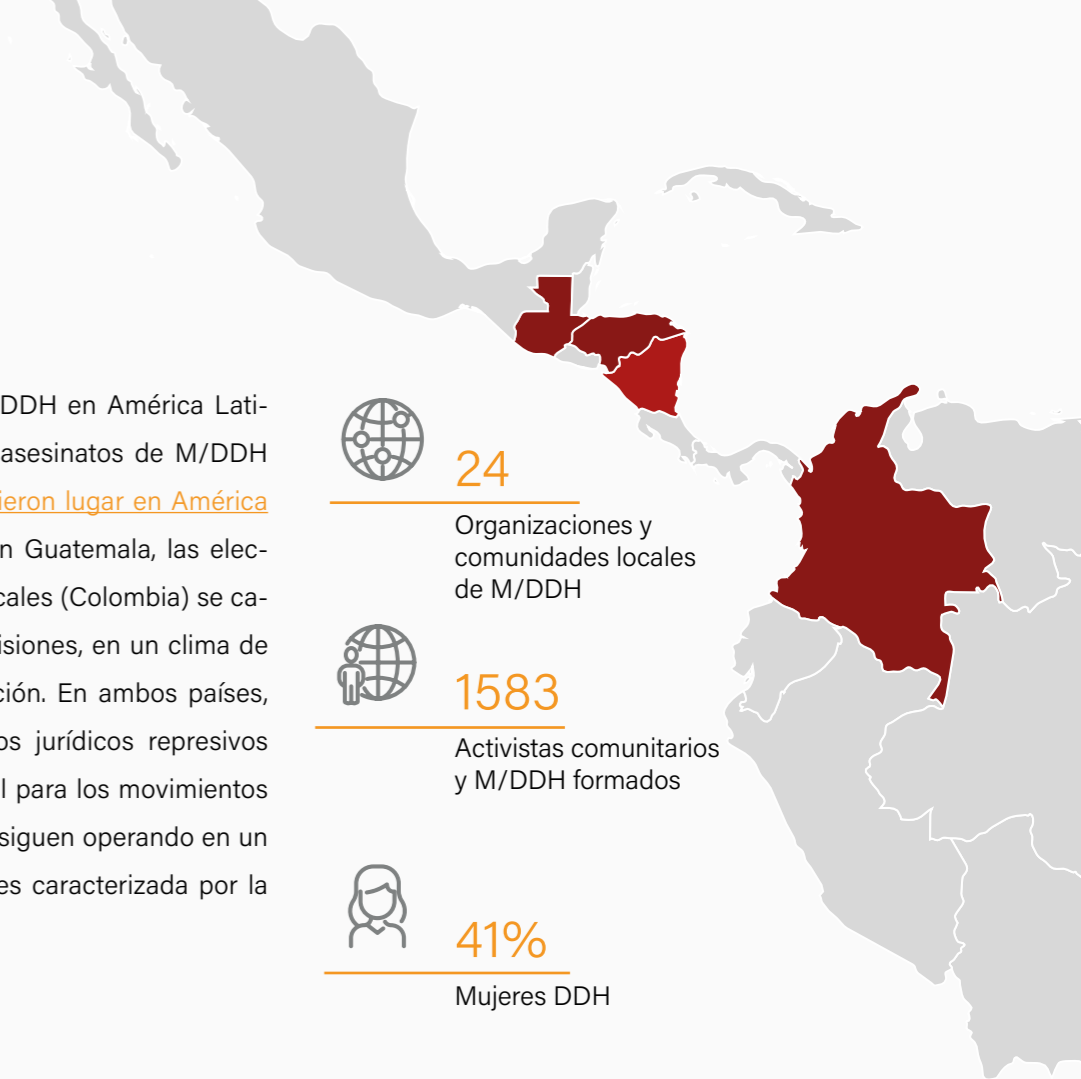 DDH en América Lati-
asesinatos de M/DDH
ieron lugar en América
n Guatemala, las elec-
cales (Colombia) se ca-
isiones, en un clima de
ción. En ambos países,
os jurídicos represivos
l para los movimientos
siguen operando en un
es caracterizada por la
24
Organizaciones y
comunidades locales
de M/DDH
1583
Activistas comunitarios
y M/DDH formados
41%
Mujeres DDH